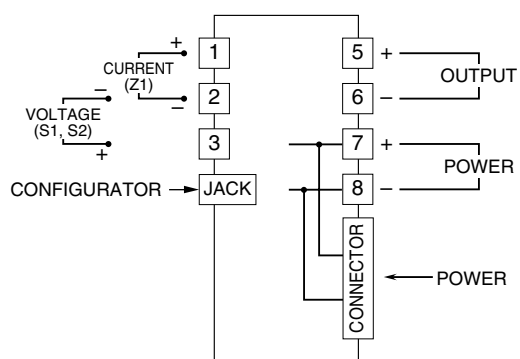 + 1 5 +
CURRENT
(Z1)
OUTPUT
− − 2 6 −
VOLTAGE
(S1, S2)
+ 3 7 +
POWER
CONFIGURATOR JACK 8 −
CONNECTOR
POWER